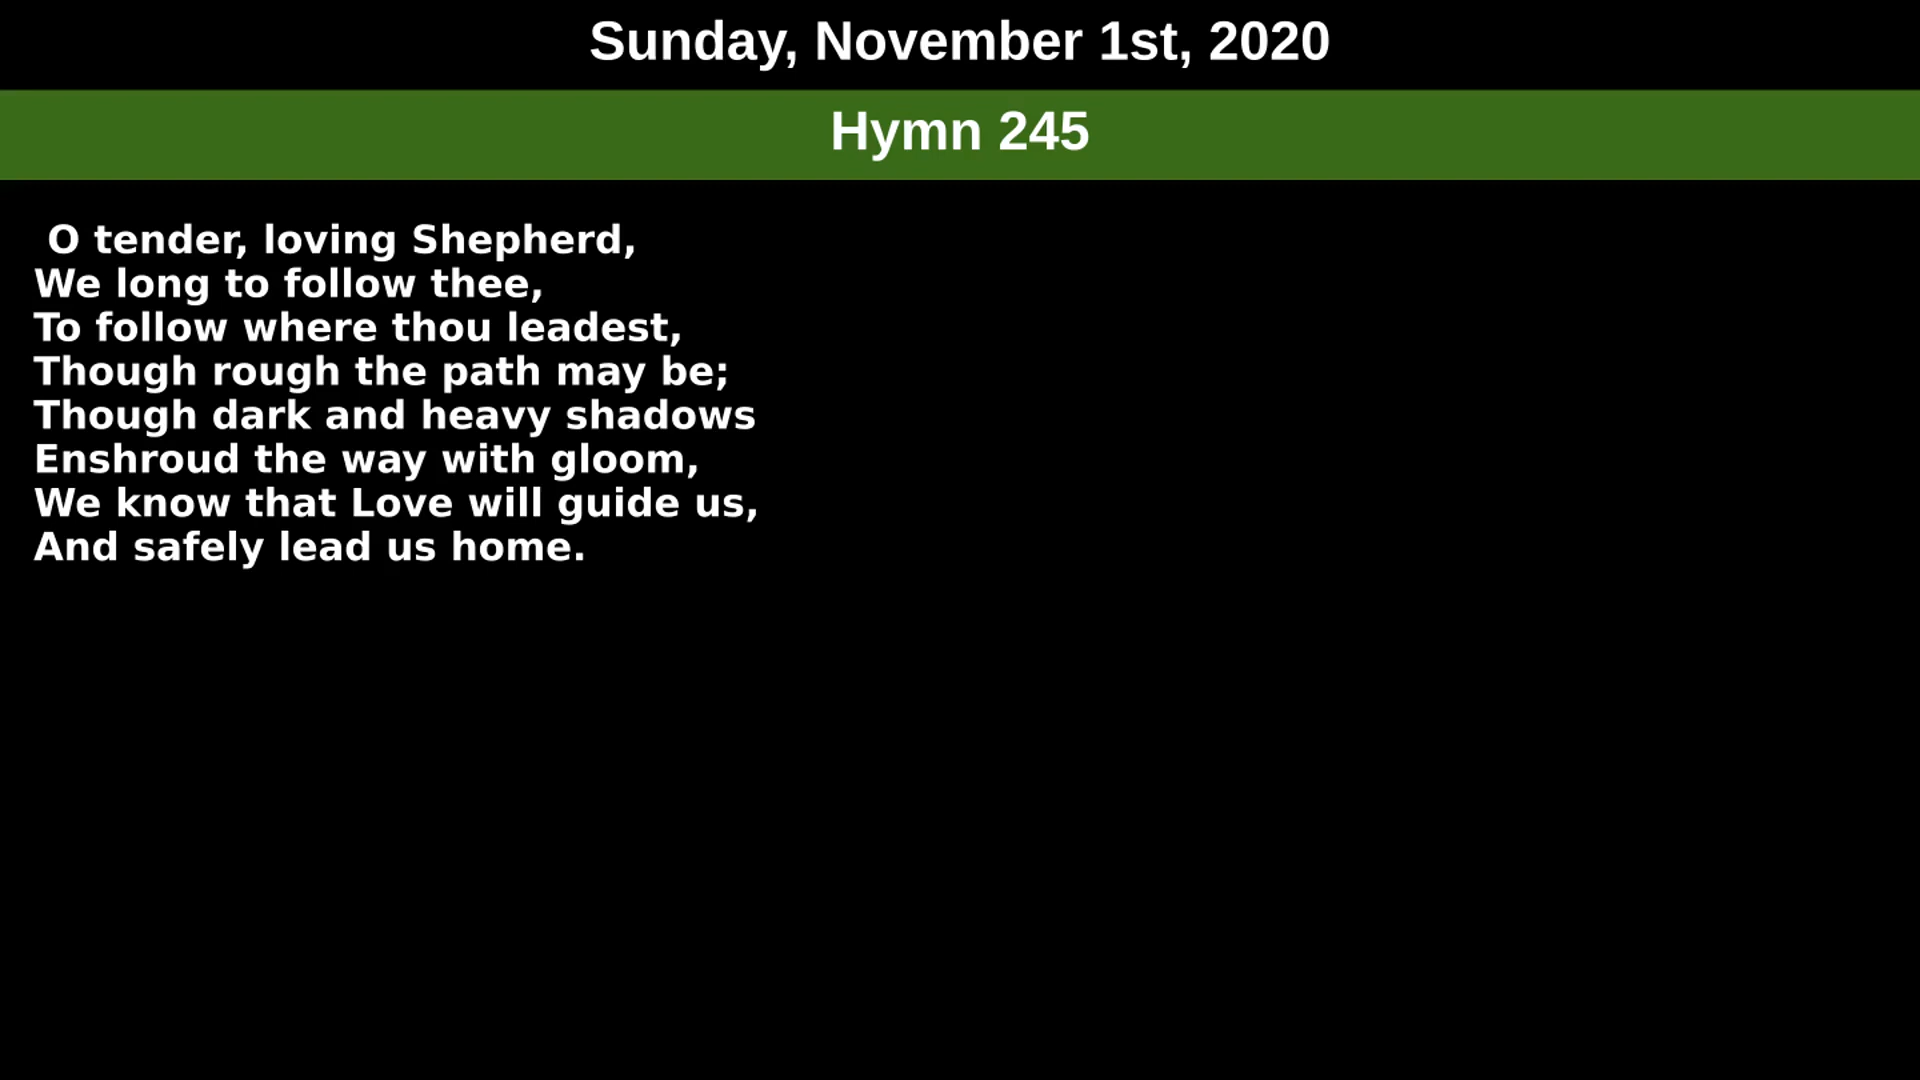 Sunday, November 1st, 2020
Hymn 245
O tender, loving Shepherd,
We long to follow thee,
To follow where thou leadest,
Though rough the path may be;
Though dark and heavy shadows
Enshroud the way with gloom,
We know that Love will guide us,
And safely lead us home.